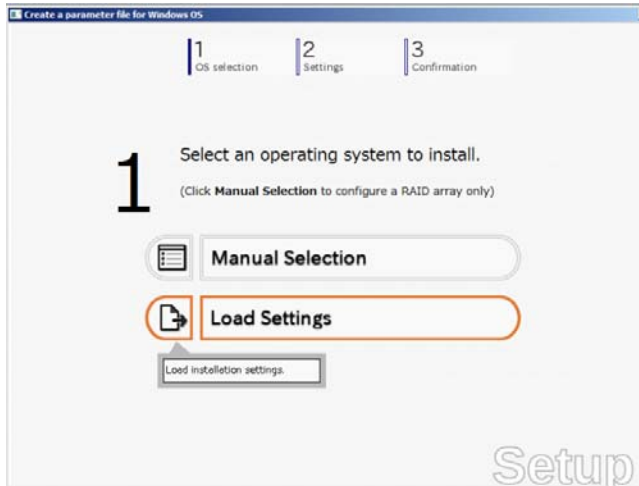 Create a parameter file for Windows OS
1
OS selection
2
Settings
3
Confirmation
1
Select an operating system to install.
(Click Manual Selection to configure a RAID array only)
Manual Selection
Load Settings
Load installation settings.
Setup